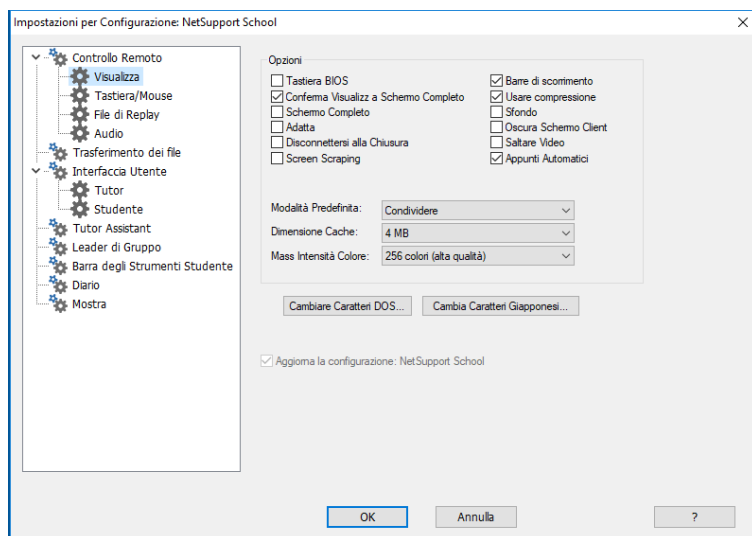 Impostazioni per Configurazione: NetSupport School
Controllo Remoto
Visualizza
Tastiera/Mouse
File di Replay
Audio
Trasferimento dei file
Interfaccia Utente
Tutor
Studente
Tutor Assistant
Leader di Gruppo
Barra degli Strumenti Studente
Diario
Mostra
Opzioni
Tastiera BIOS
Conferma Visualizz a Schermo Completo
Schermo Completo
Adatta
Disconnettersi alla Chiusura
Screen Scraping
Barre di scorrimento
Usare compressione
Sfondo
Oscura Schermo Client
Saltare Video
Appunti Automatici
Modalità Predefinita: Condividere
Dimensione Cache: 4 MB
Mass Intensità Colore: 256 colori (alta qualità)
Cambiare Caratteri DOS... Cambia Caratteri Giapponesi...
Aggiorna la configurazione: NetSupport School
OK Annulla ?